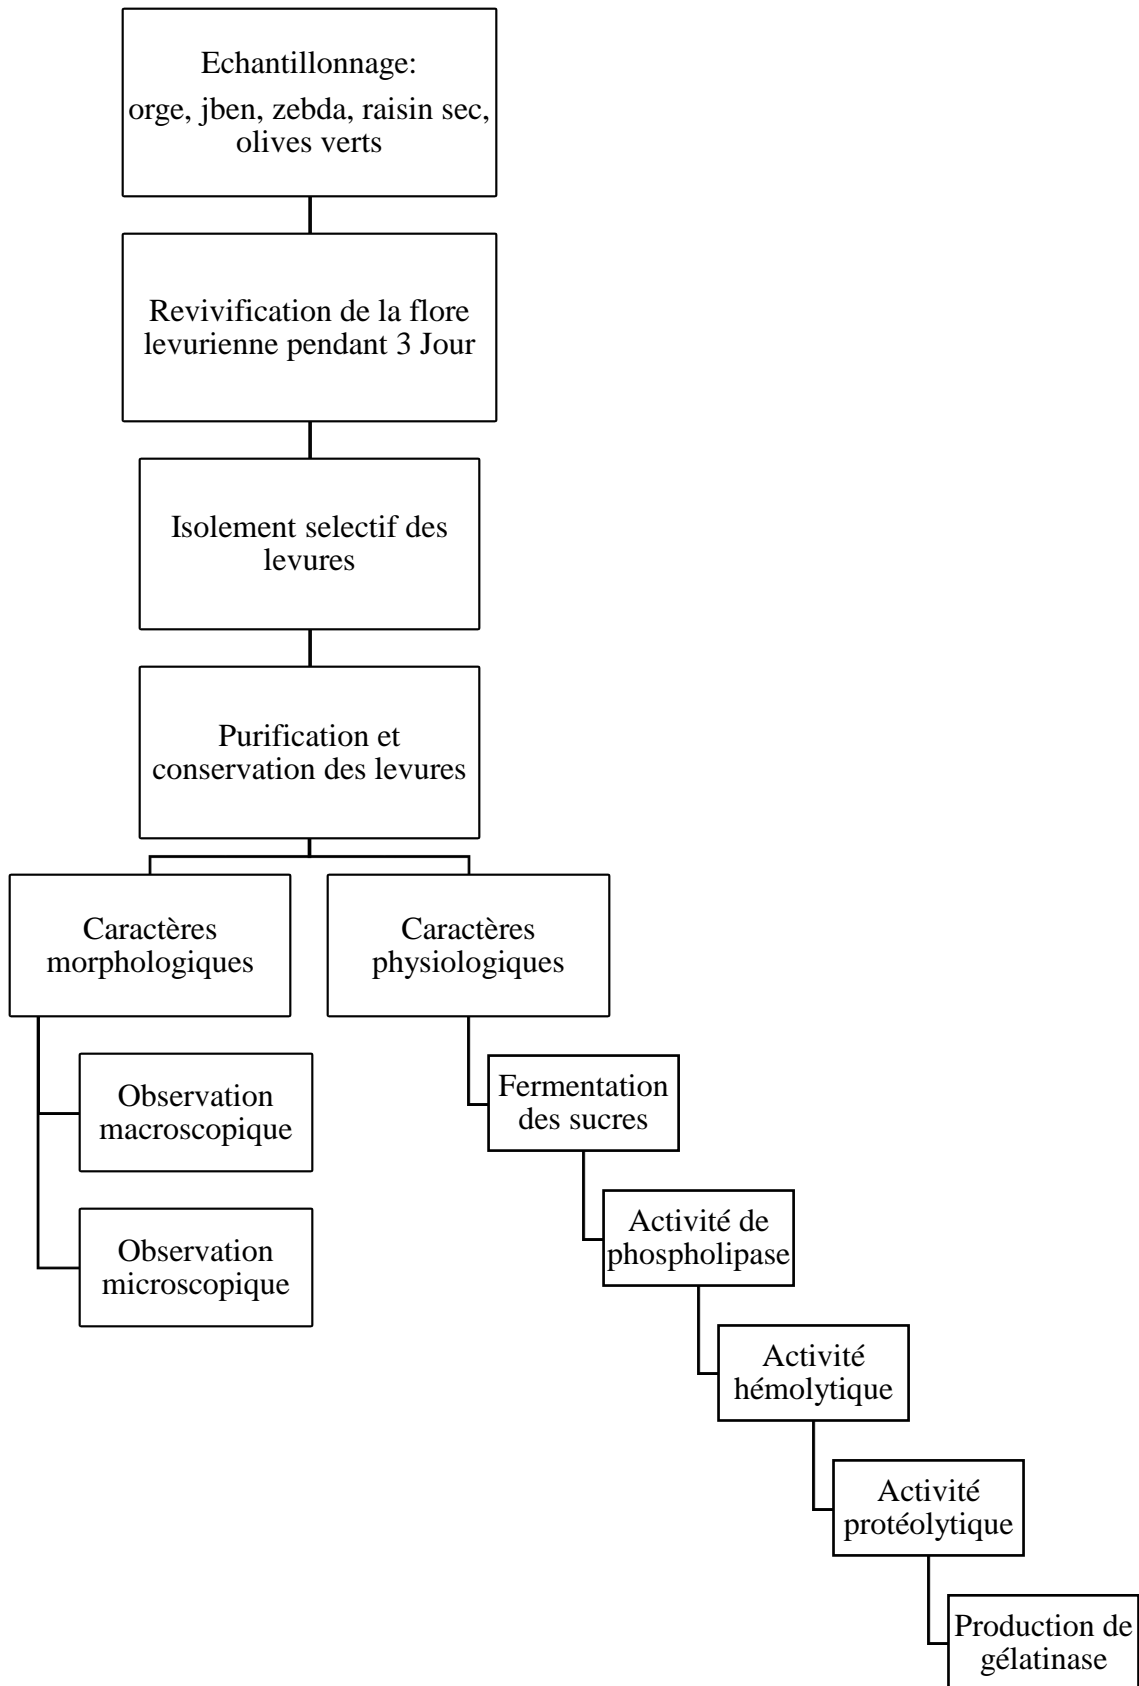 Echantillonnage:
orge, jben, zebda, raisin sec,
olives verts
Revivification de la flore
levurienne pendant 3 Jour
Isolement selectif des
levures
Purification et
conservation des levures
Caractères
morphologiques
Caractères
physiologiques
Observation
macroscopique
Observation
microscopique
Fermentation
des sucres
Activité de
phospholipase
Activité
hémolytique
Activité
protéolytique
Production de
gélatinase